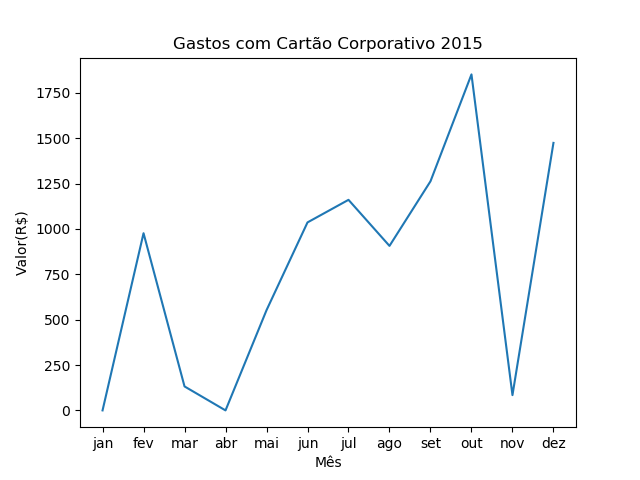 Gastos com Cartão Corporativo 2015
Valor(R$)
1750
1500
1250
1000
750
500
250
0
jan fev mar abr mai jun jul ago set out nov dez
Mês